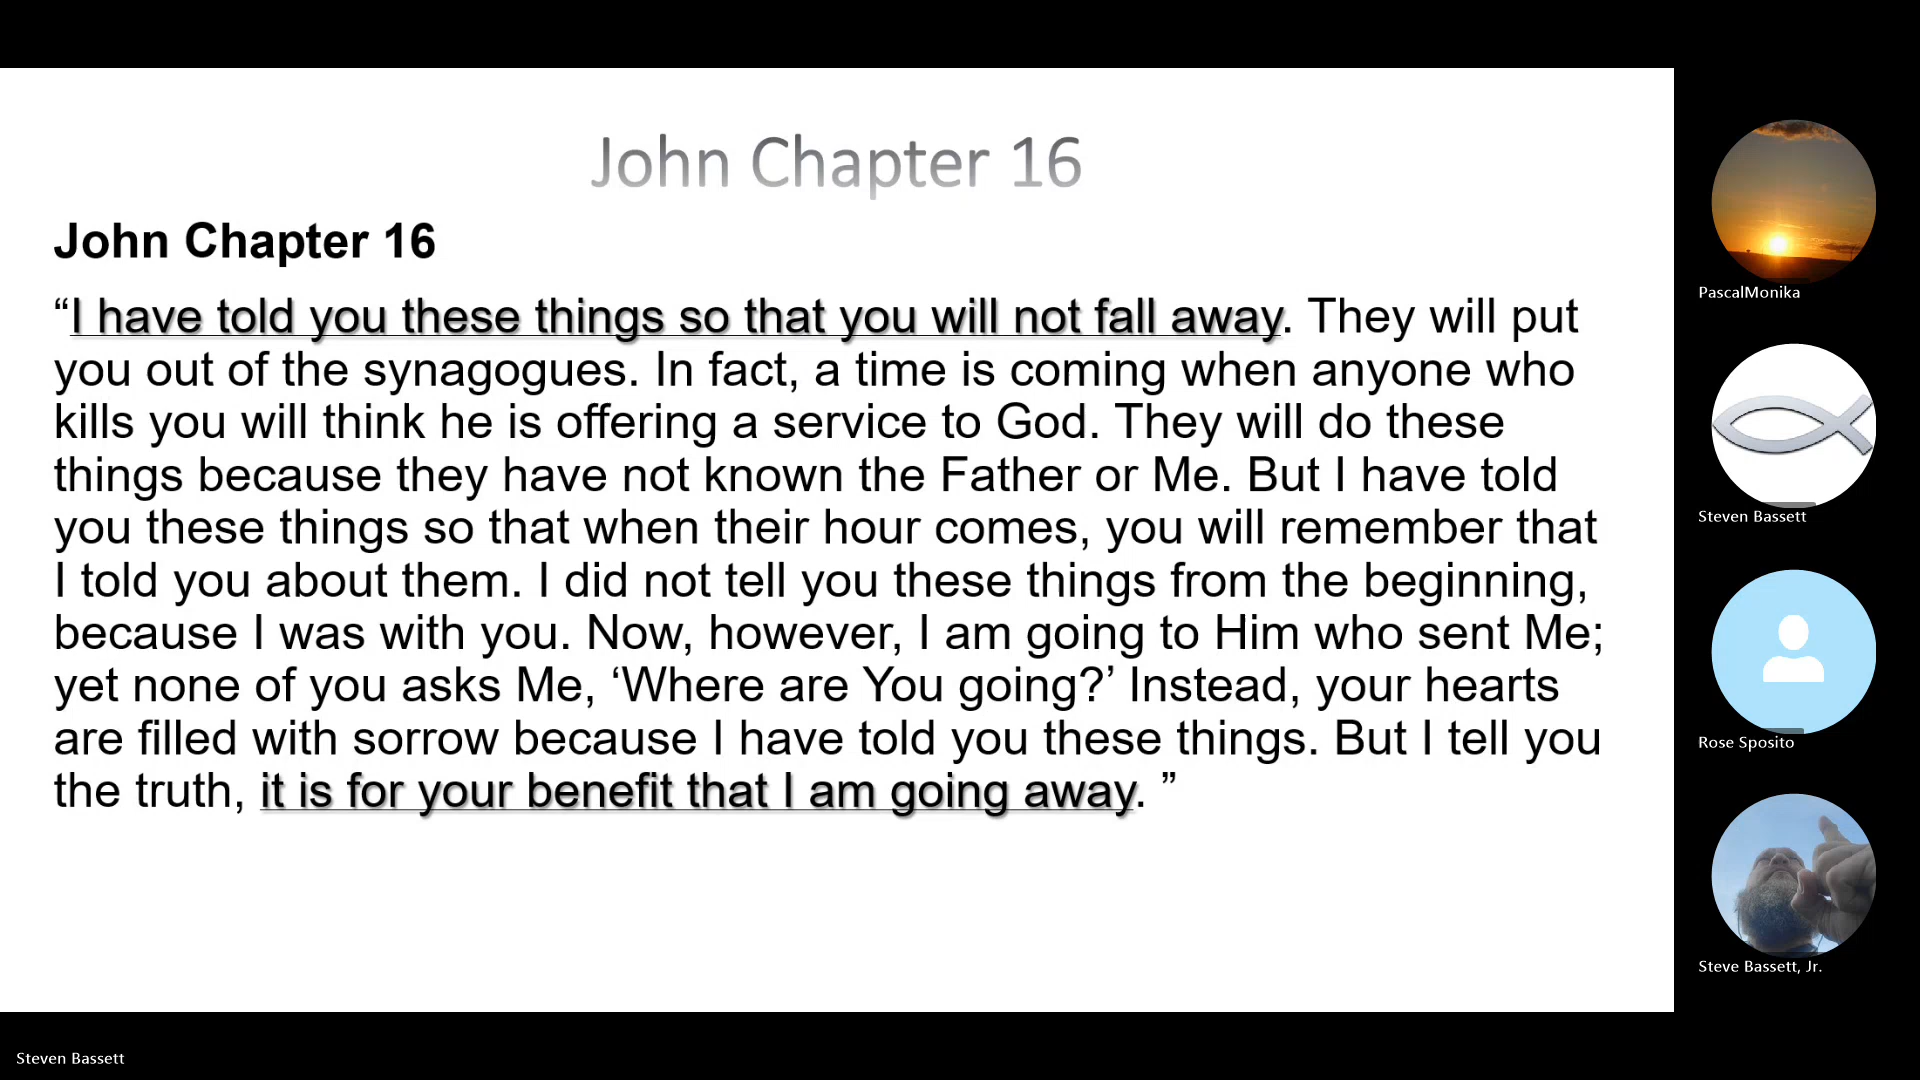 John Chapter 16
John Chapter 16
“I have told you these things so that you will not fall away. They will put
you out of the synagogues. In fact, a time is coming when anyone who
kills you will think he is offering a service to God. They will do these
things because they have not known the Father or Me. But I have told
you these things so that when their hour comes, you will remember that
I told you about them. I did not tell you these things from the beginning,
because I was with you. Now, however, I am going to Him who sent Me;
yet none of you asks Me, ‘Where are You going?’ Instead, your hearts
are filled with sorrow because I have told you these things. But I tell you
the truth, it is for your benefit that I am going away. ”
PascalMonika
Steven Bassett
Rose Sposito
Steve Bassett, Jr.
Steven Bassett